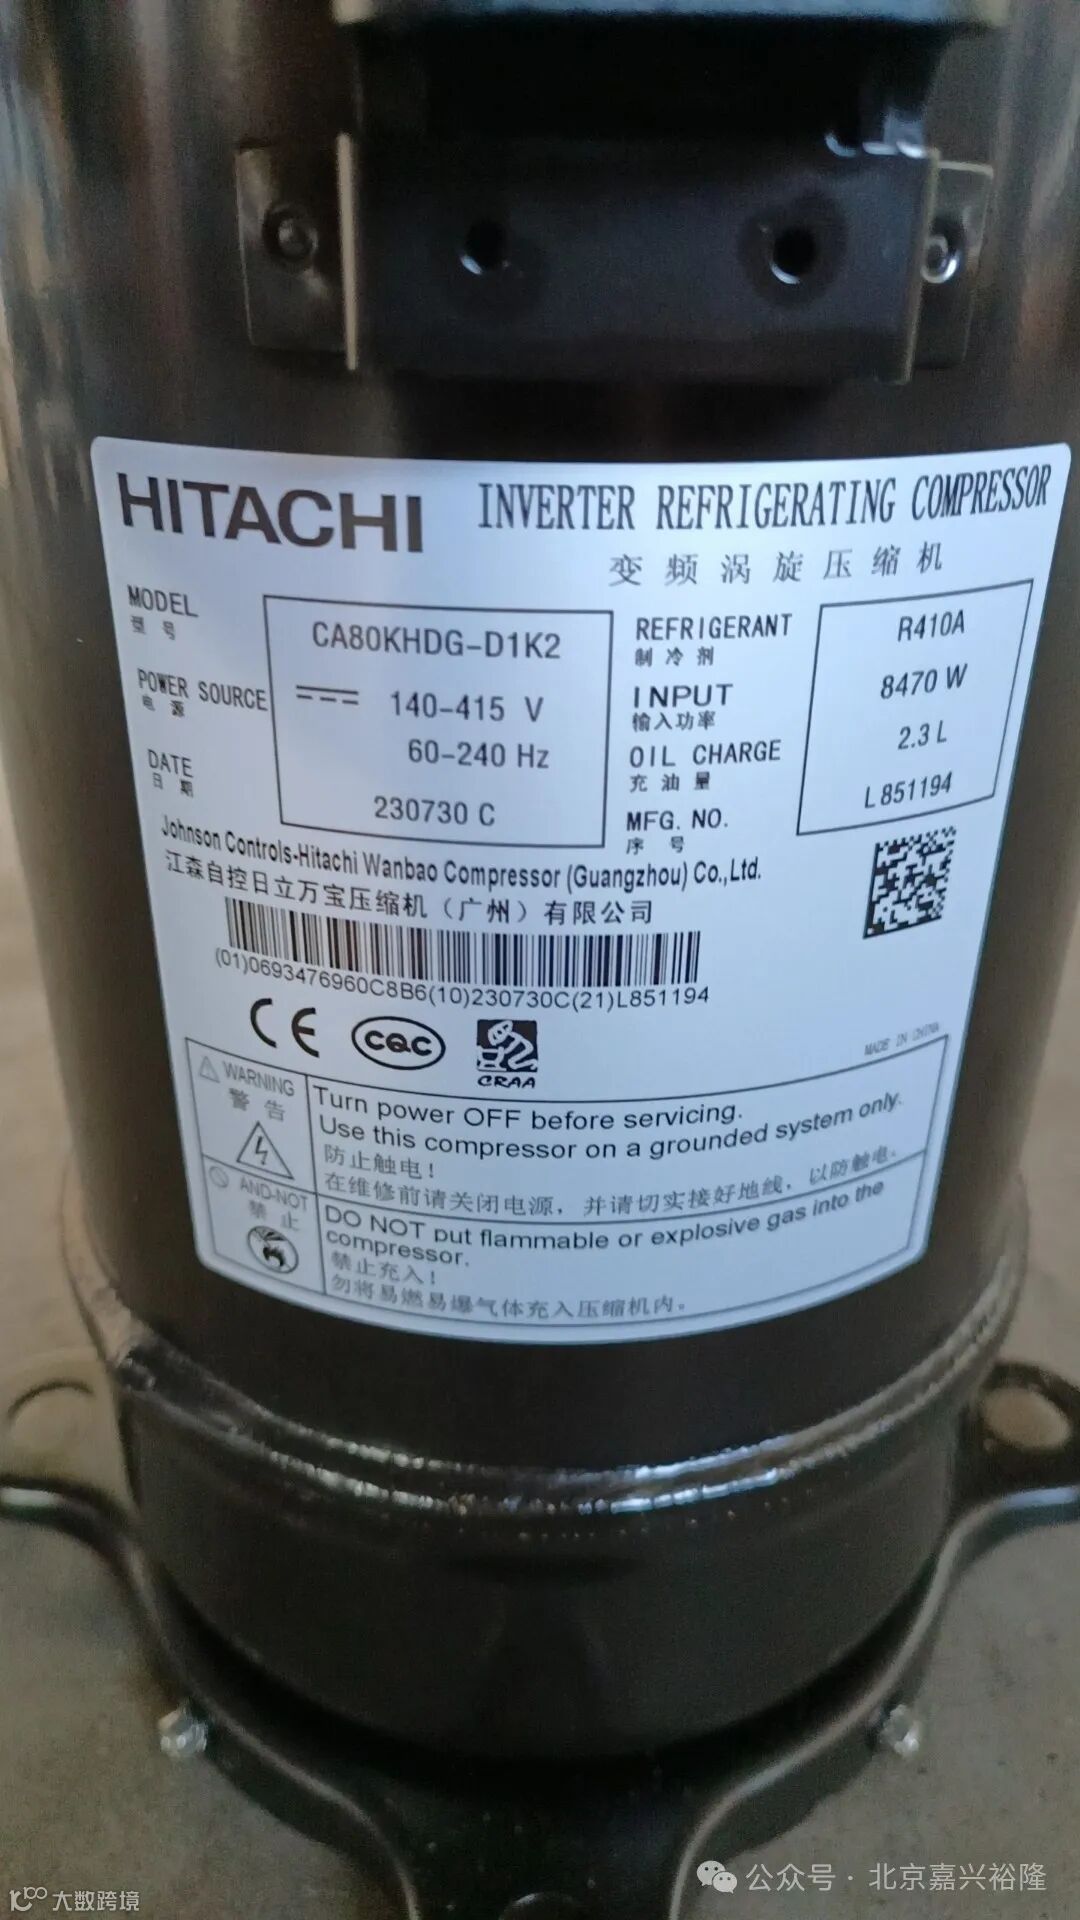 HITACHI INVERTER REFRIGERATING COMPRESSOR
变频涡旋压缩机
MODEL
型号
CA80KHDG-D1K2
POWER SOURCE
电源
140-415 V
60-240 Hz
DATE
日期
230730 C
REFRIGERANT
制冷剂
R410A
INPUT
输入功率
8470 W
OIL CHARGE
充油量
2.3 L
MFG. NO.
序号
L851194
Johnson Controls-Hitachi Wanbao Compressor (Guangzhou) Co.,Ltd.
江森自控日立万宝压缩机（广州）有限公司
(01)0693476960C8B6(10)230730C(21)L851194
CE CQC CRAA
MADE IN CHINA
WARNING
警告
Turn power OFF before servicing.
Use this compressor on a grounded system only.
防止触电！
在维修前请关闭电源，并请切实接好地线，以防触电。
AND-NOT
禁止
DO NOT put flammable or explosive gas into the
compressor.
禁止充入！
勿将易燃易爆气体充入压缩机内。
公众号·北京嘉兴裕隆
大数跨境